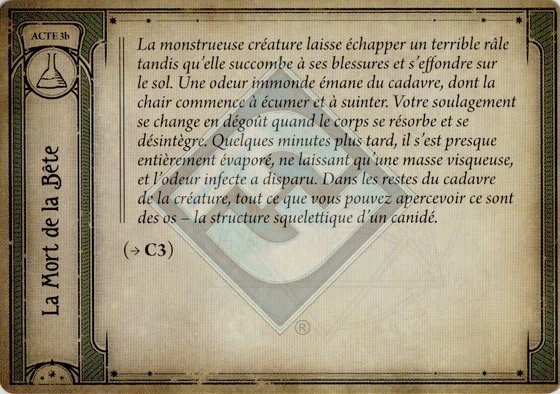 ACTE 3b
La Mort de la Bête
La monstrueuse créature laisse échapper un terrible râle
tandis qu'elle succombe à ses blessures et s'effondre sur
le sol. Une odeur immonde émane du cadavre, dont la
chair commence à écumer et à suinter. Votre soulagement
se change en dégoût quand le corps se résorbe et se
désintègre. Quelques minutes plus tard, il s'est presque
entièrement évaporé, ne laissant qu'une masse visqueuse,
et l'odeur infecte a disparu. Dans les restes du cadavre
de la créature, tout ce que vous pouvez apercevoir ce sont
des os – la structure squelettique d'un canidé.
(→ C3)
®